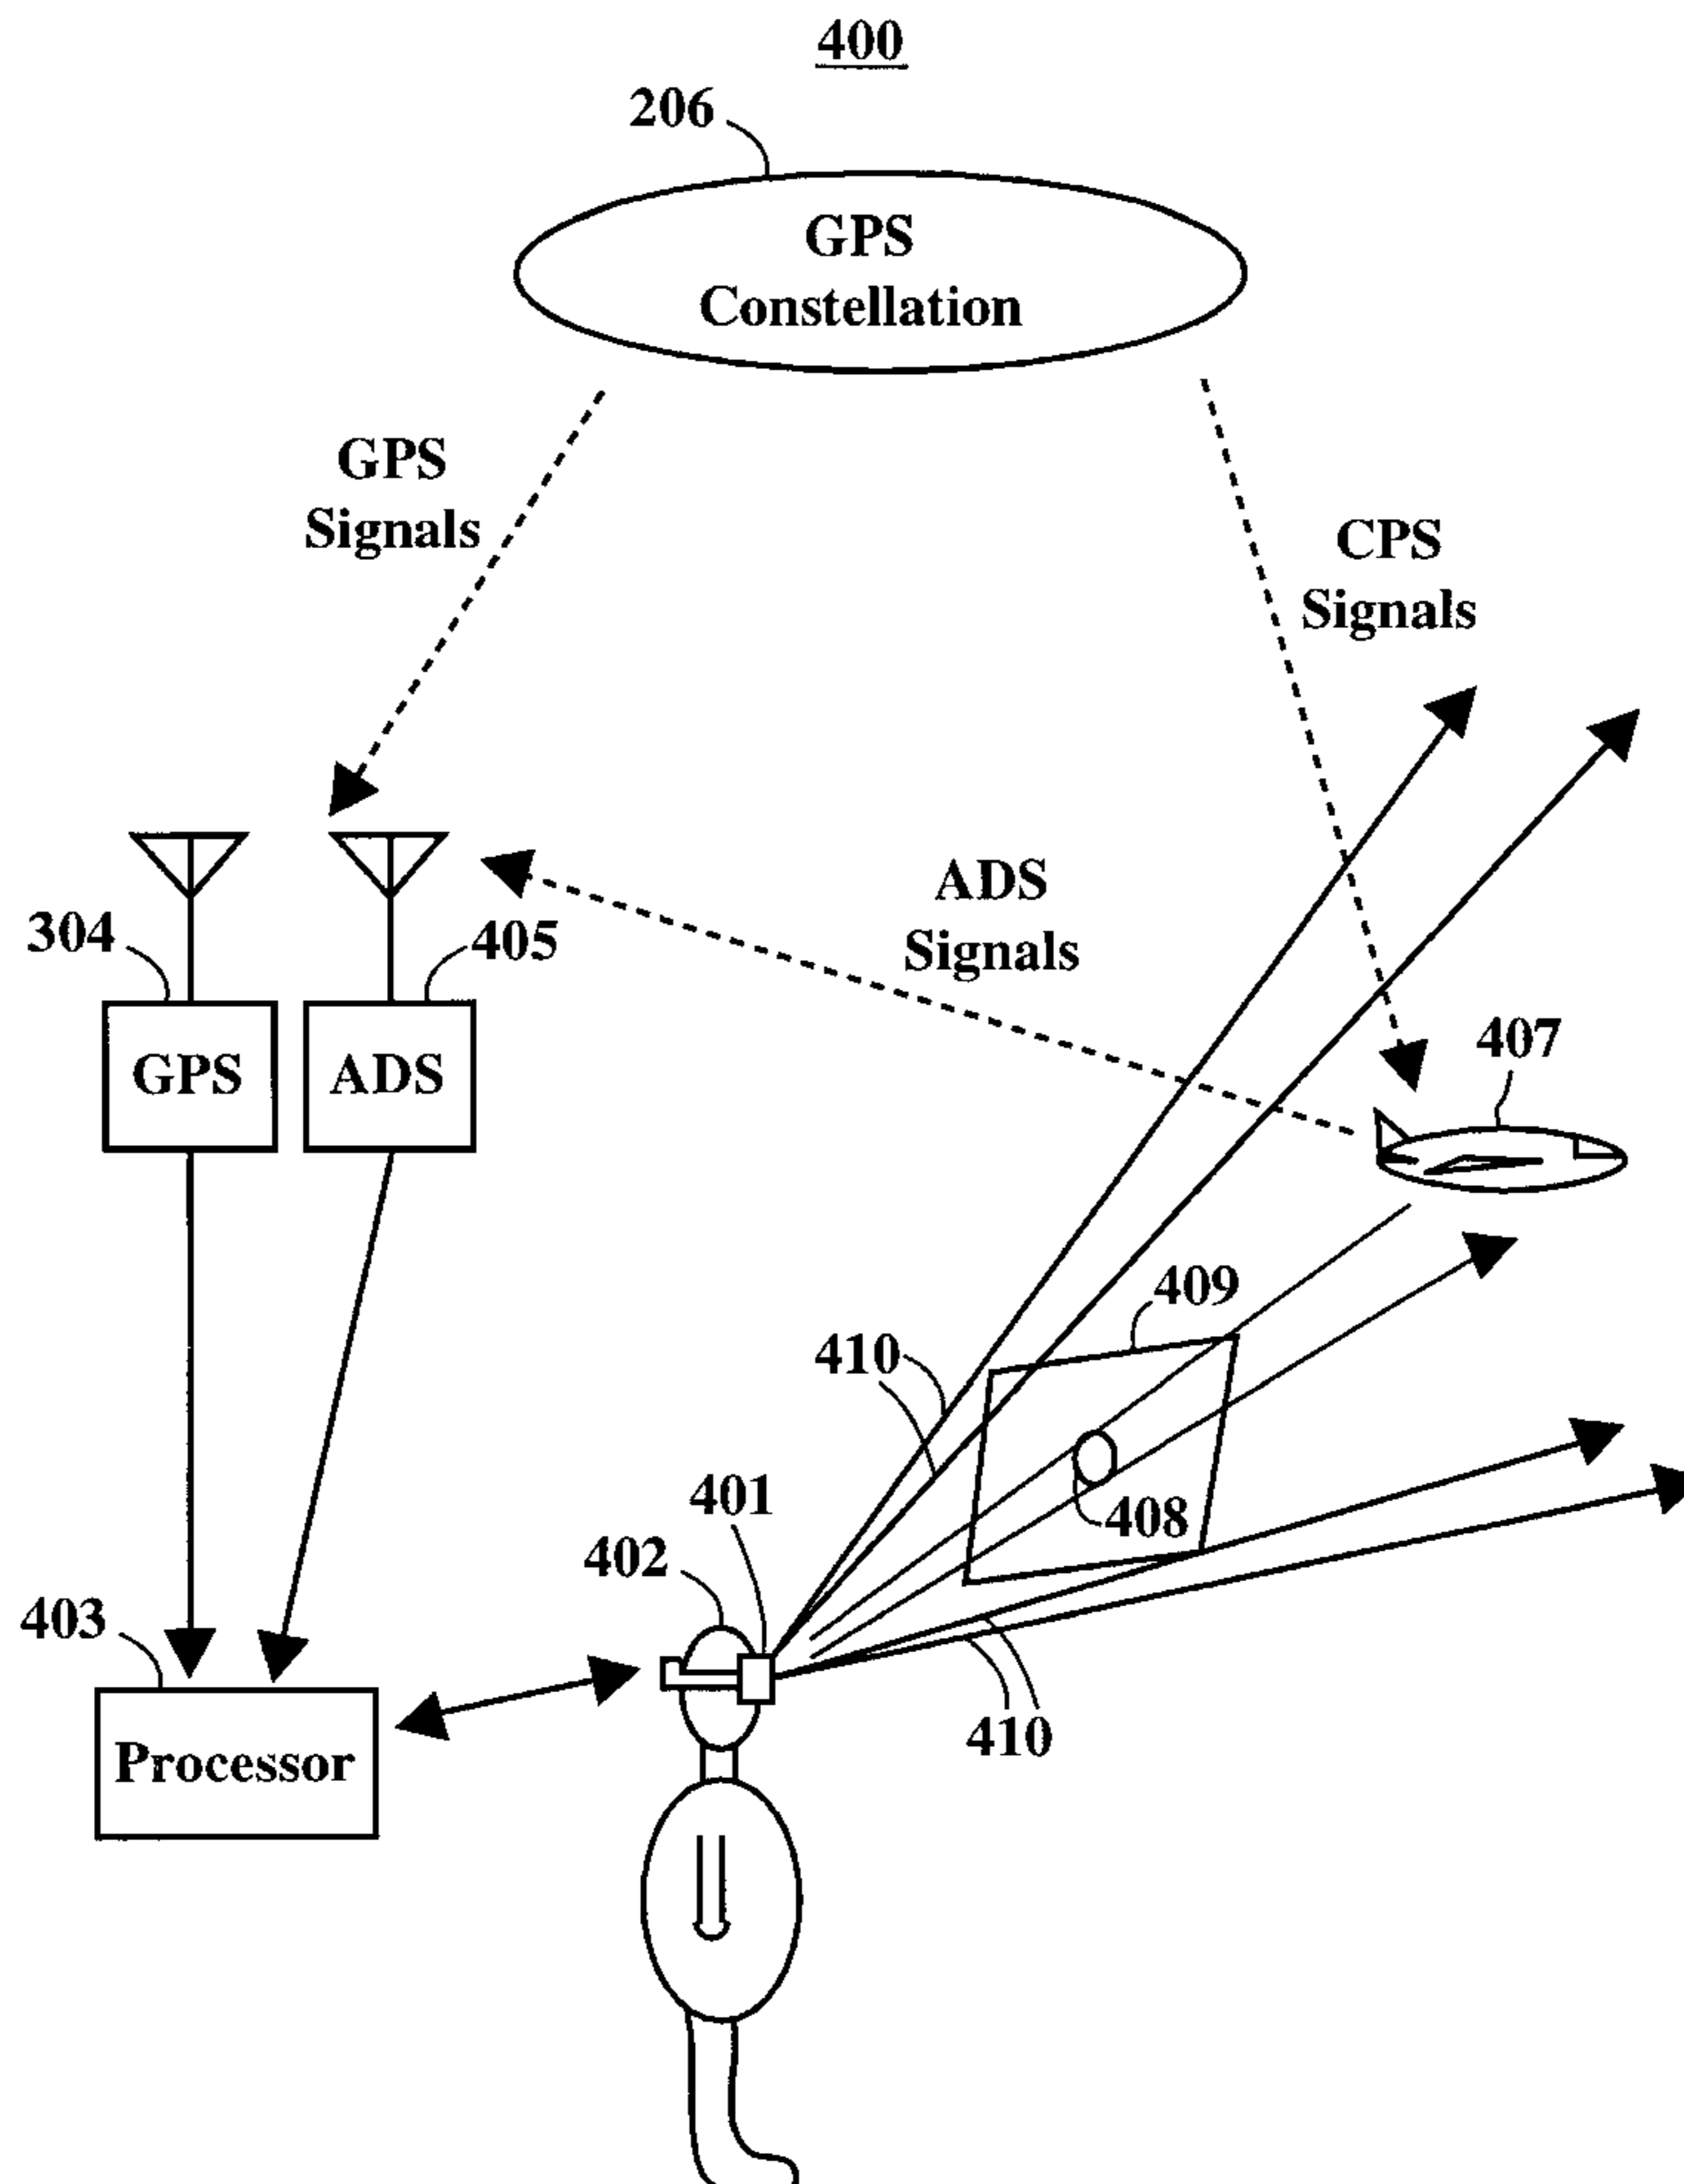 400
206
GPS
Constellation
GPS
Signals
CPS
Signals
ADS
Signals
304
405
GPS
ADS
407
409
410
401
408
402
403
410
Processor